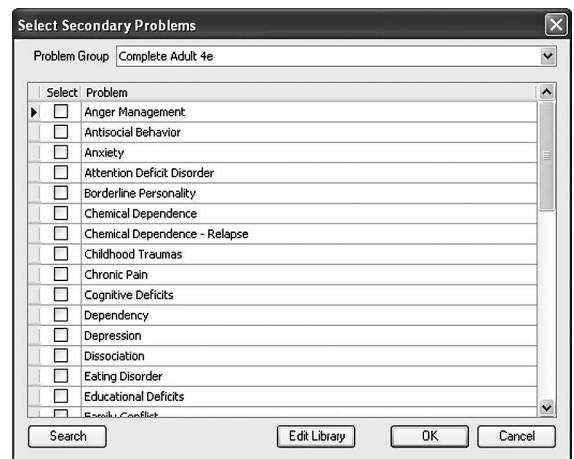 Select Secondary Problems
Problem Group Complete Adult 4e
Select Problem
Anger Management
Antisocial Behavior
Anxiety
Attention Deficit Disorder
Borderline Personality
Chemical Dependence
Chemical Dependence - Relapse
Childhood Traumas
Chronic Pain
Cognitive Deficits
Dependency
Depression
Dissociation
Eating Disorder
Educational Deficits
Family Conflict
Search Edit Library OK Cancel